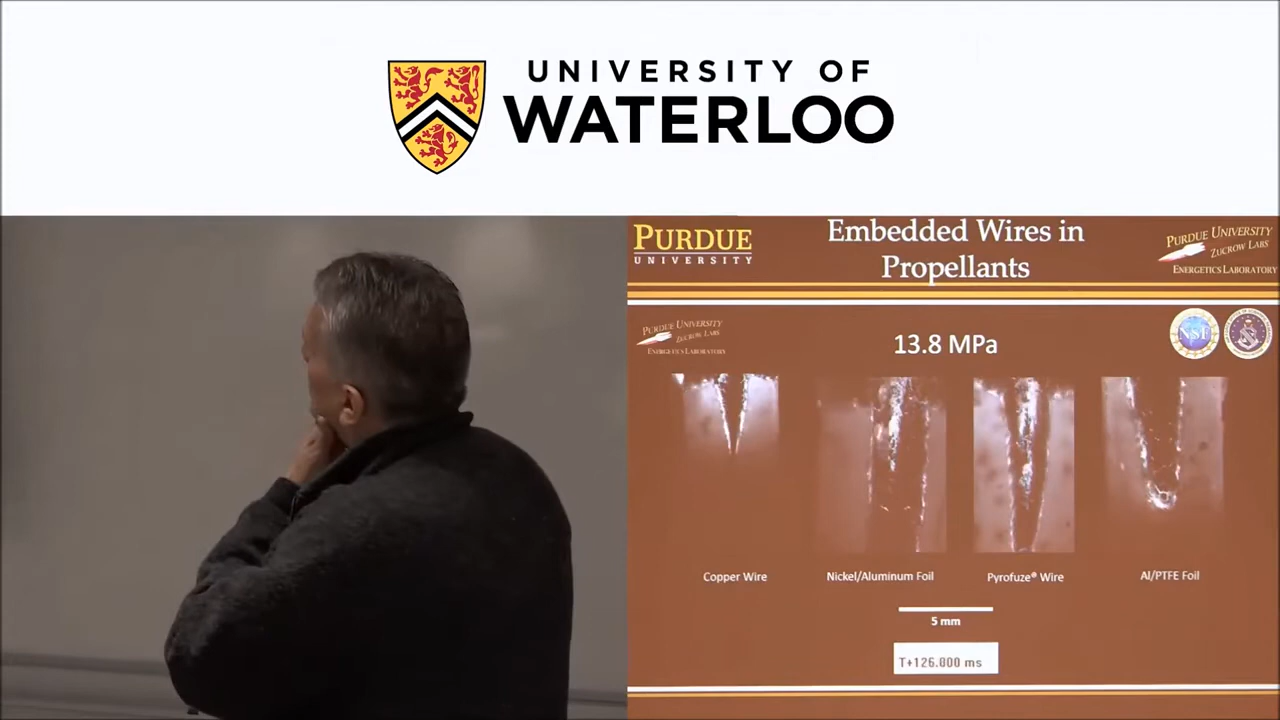 UNIVERSITY OF
WATERLOO
PURDUE
UNIVERSITY
Embedded Wires in
Propellants
PURDUE UNIVERSITY
ZUCROW LABS
ENERGETICS LABORATORY
PURDUE UNIVERSITY
ZUCROW LABS
ENERGETICS LABORATORY
13.8 MPa
NSF
Copper Wire
Nickel/Aluminum Foil
Pyrofuze® Wire
Al/PTFE Foil
5 mm
T+126.000 ms